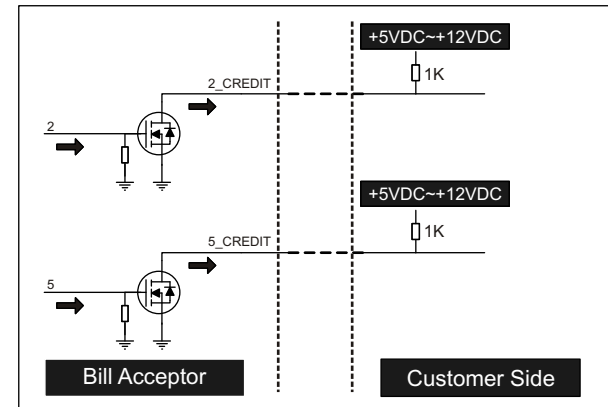 +5VDC~+12VDC
2_CREDIT
1K
2
+5VDC~+12VDC
5_CREDIT
1K
5
Bill Acceptor
Customer Side